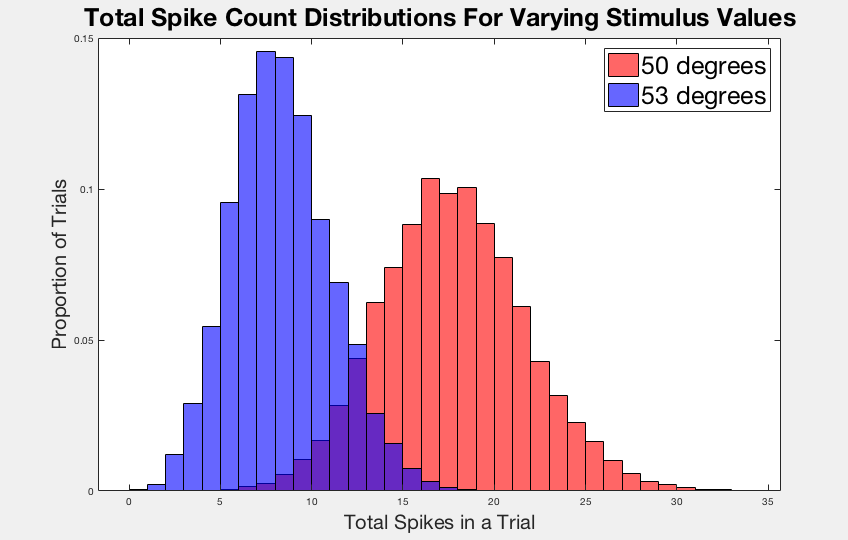 Total Spike Count Distributions For Varying Stimulus Values
50 degrees
53 degrees
Proportion of Trials
0.15
0.1
0.05
0
0 5 10 15 20 25 30 35
Total Spikes in a Trial